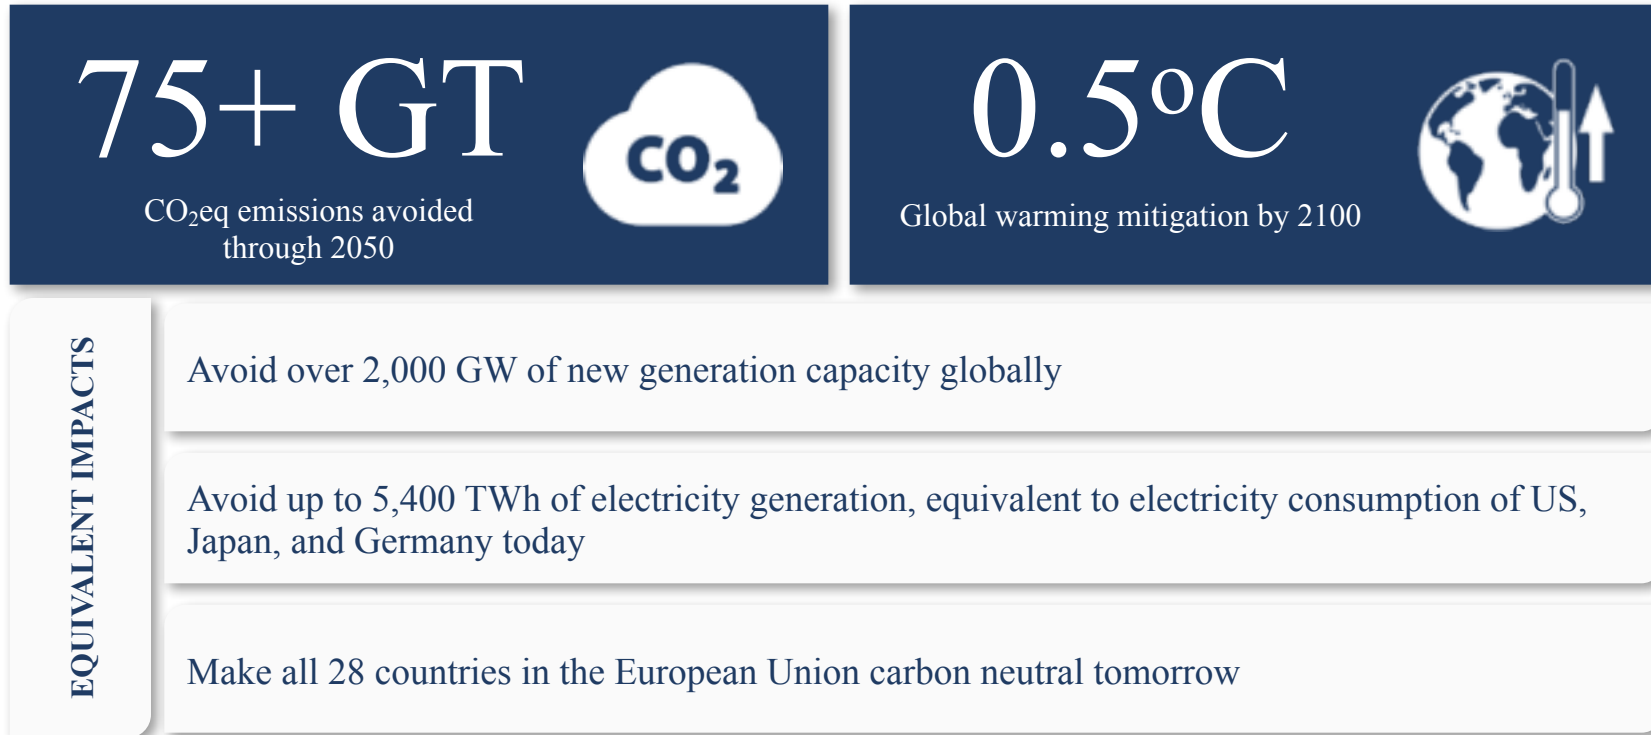 75+ GT
CO₂
CO₂eq emissions avoided
through 2050
0.5ºC
Global warming mitigation by 2100
EQUIVALENT IMPACTS
Avoid over 2,000 GW of new generation capacity globally
Avoid up to 5,400 TWh of electricity generation, equivalent to electricity consumption of US,
Japan, and Germany today
Make all 28 countries in the European Union carbon neutral tomorrow